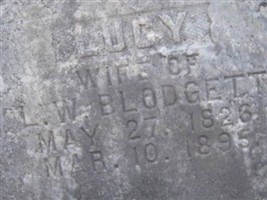 LUCY
WIFE OF
L. W. BLODGETT
MAY 27. 1826.
MAR. 10. 1895.